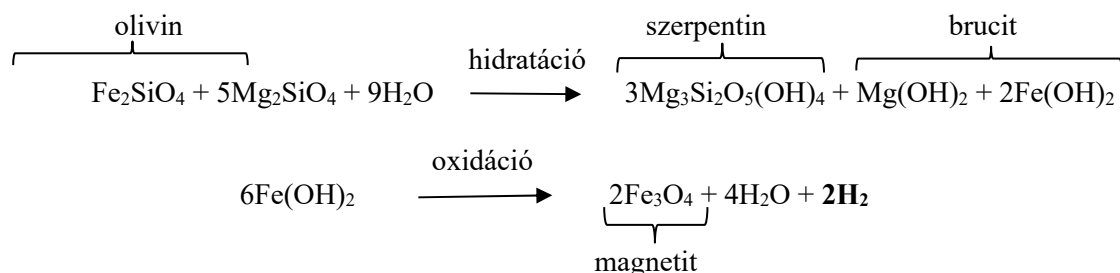 olivin szerpentin brucit
hidratáció
Fe₂SiO₄ + 5Mg₂SiO₄ + 9H₂O 3Mg₃Si₂O₅(OH)₄ + Mg(OH)₂ + 2Fe(OH)₂
oxidáció
6Fe(OH)₂ 2Fe₃O₄ + 4H₂O + 2H₂
magnetit